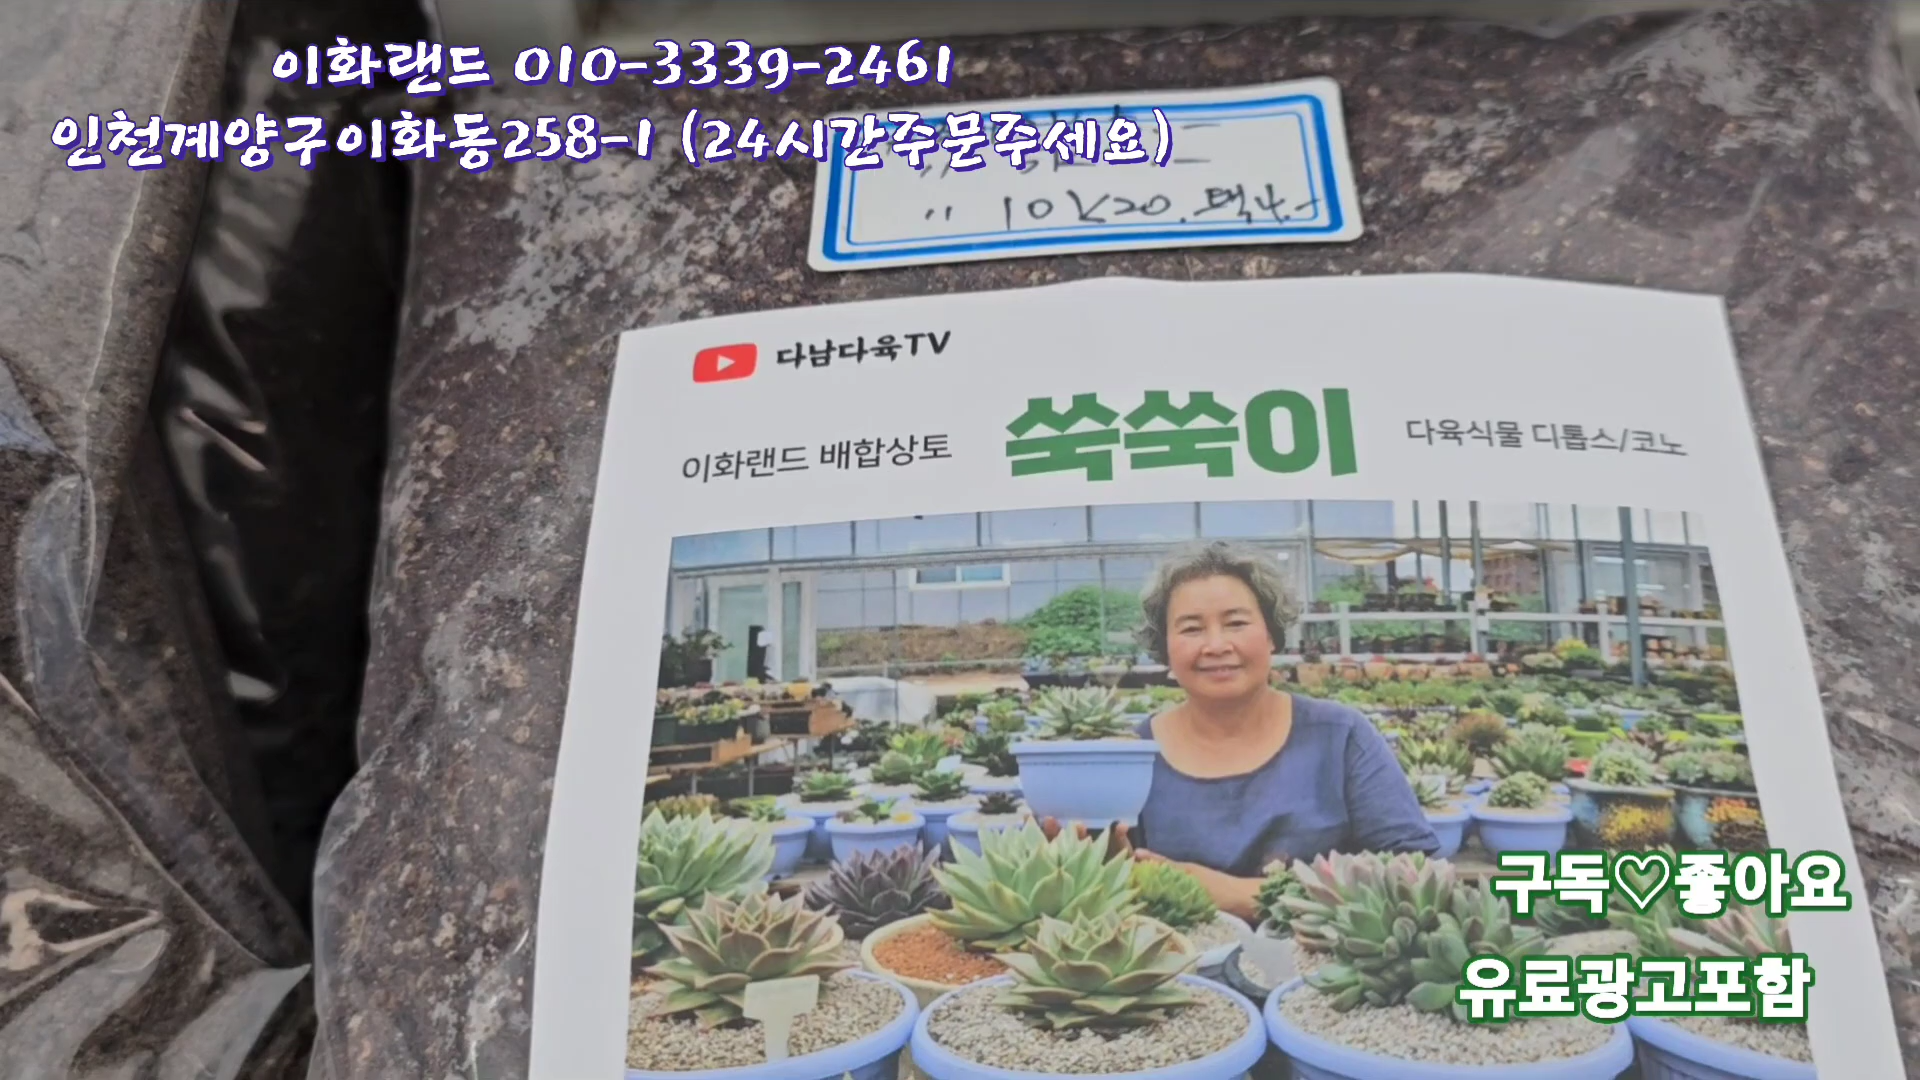 이화랜드 010-3339-2461
인천계양구이화동258-1 (24시간주문주세요)
〃 10K20.택4.-
다남다육TV
이화랜드 배합상토 쑥쑥이 다육식물 디톱스/코노
구독♡좋아요
유료광고포함